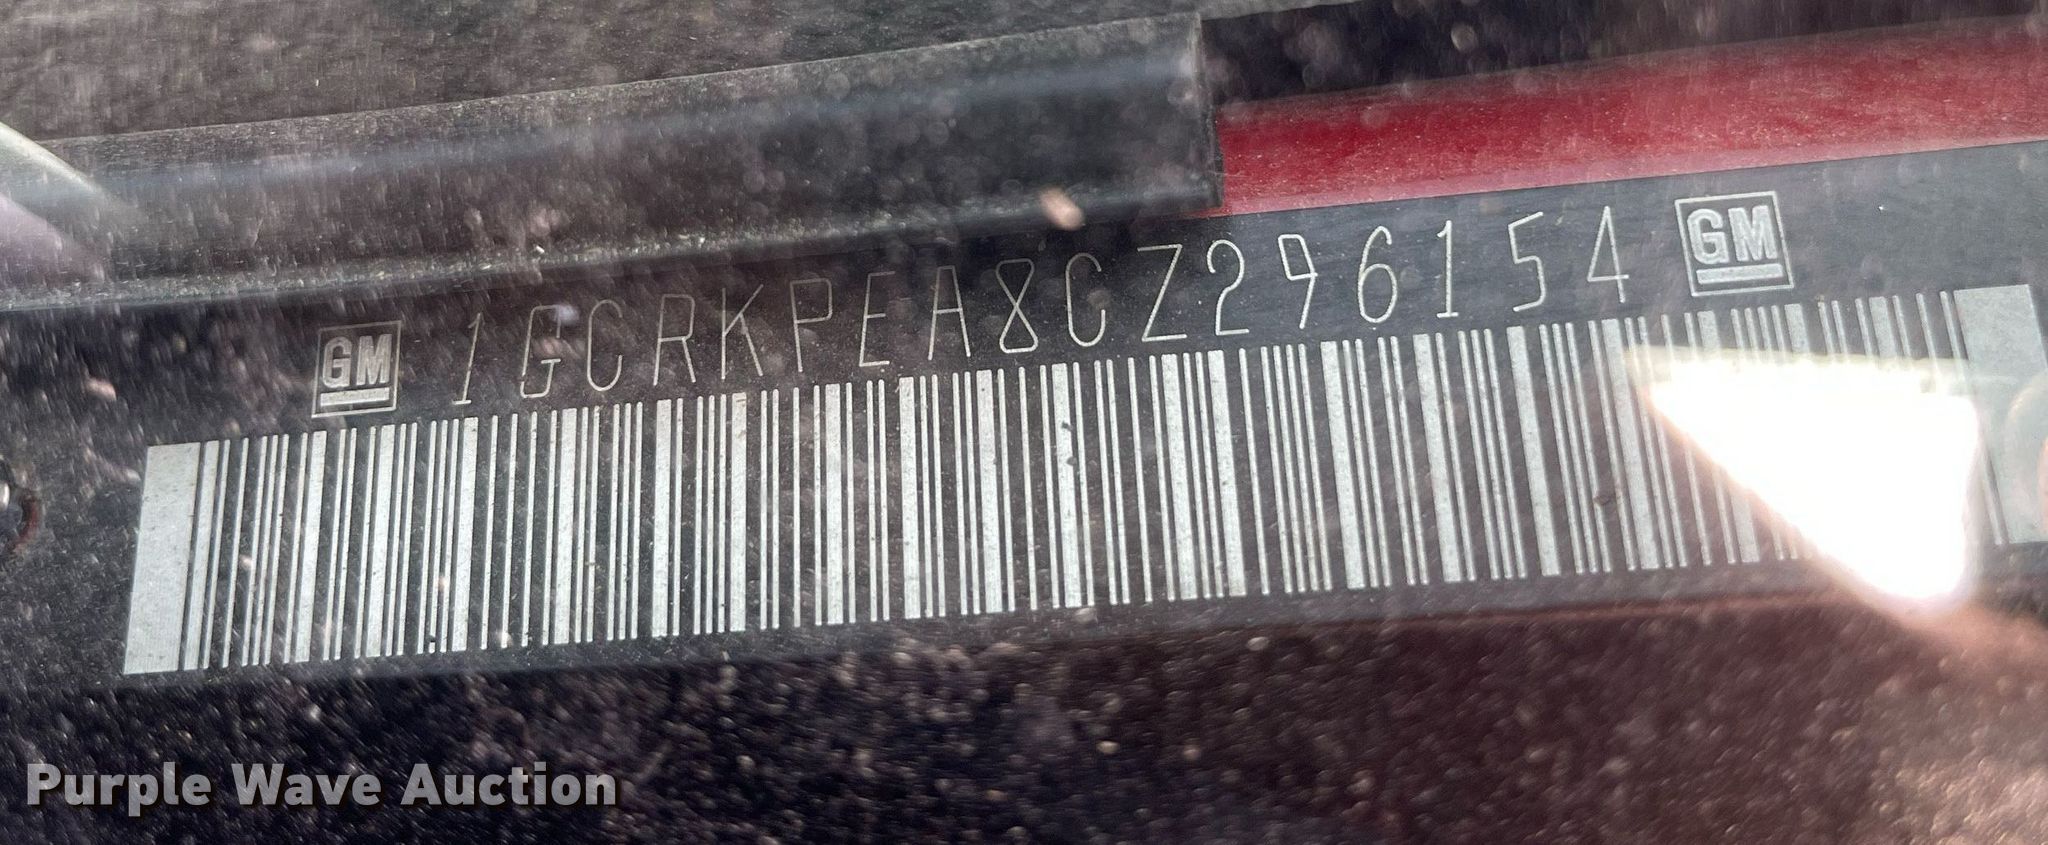 GM 1GCRKPEA8CZ296154 GM
Purple Wave Auction